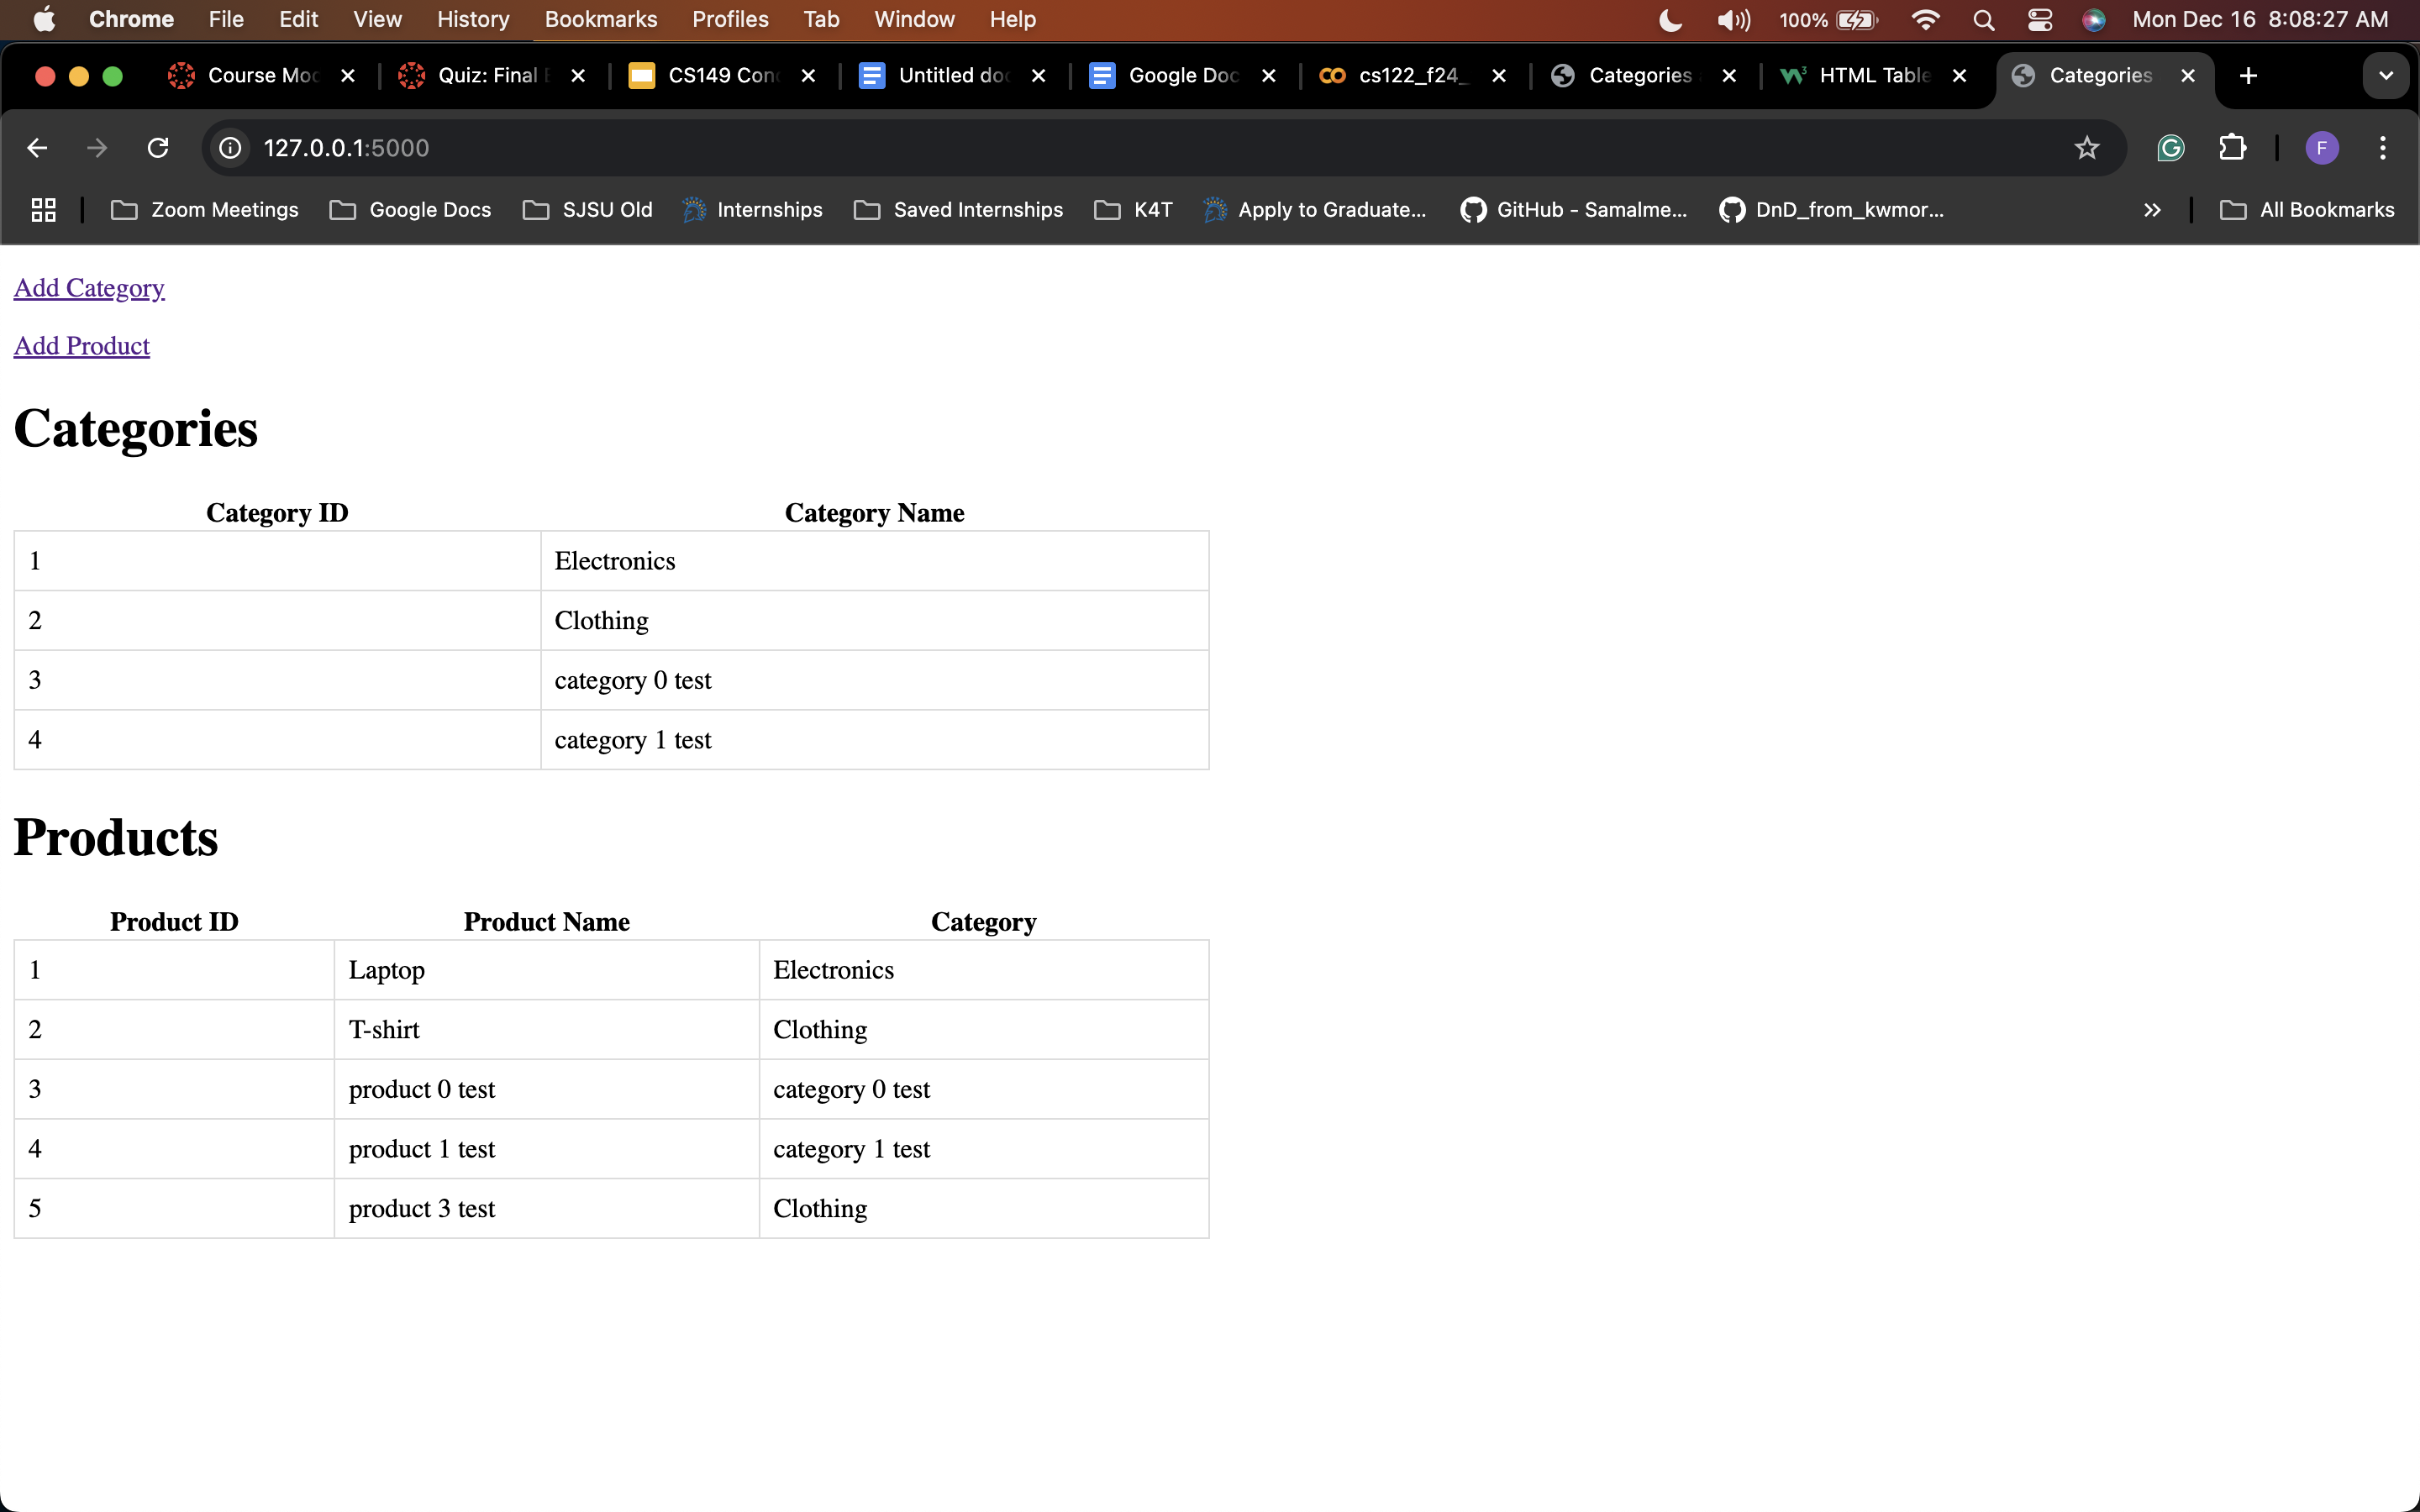 Chrome File Edit View History Bookmarks Profiles Tab Window Help 100% Mon Dec 16 8:08:27 AM
Course Mo Quiz: Final CS149 Con Untitled do Google Doc cs122_f24_ Categories HTML Table Categories
127.0.0.1:5000 F
Zoom Meetings Google Docs SJSU Old Internships Saved Internships K4T Apply to Graduate... GitHub - Samalme... DnD_from_kwmor... All Bookmarks
Add Category
Add Product
Categories
Category ID Category Name
1 Electronics
2 Clothing
3 category 0 test
4 category 1 test
Products
Product ID Product Name Category
1 Laptop Electronics
2 T-shirt Clothing
3 product 0 test category 0 test
4 product 1 test category 1 test
5 product 3 test Clothing